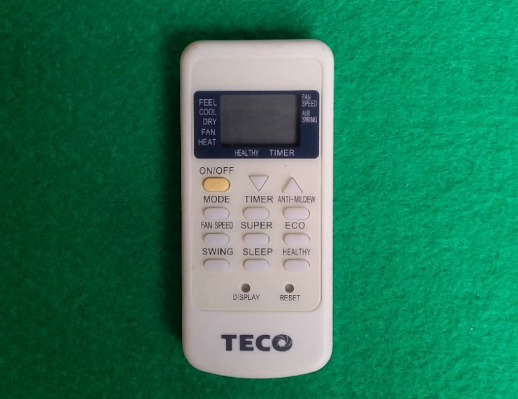 FEEL
FAN SPEED
COOL
DRY
AIR SWING
FAN
HEAT
HEALTHY TIMER
ON/OFF
MODE TIMER ANTI-MILDEW
FAN SPEED SUPER ECO
SWING SLEEP HEALTHY
DISPLAY RESET
TECO